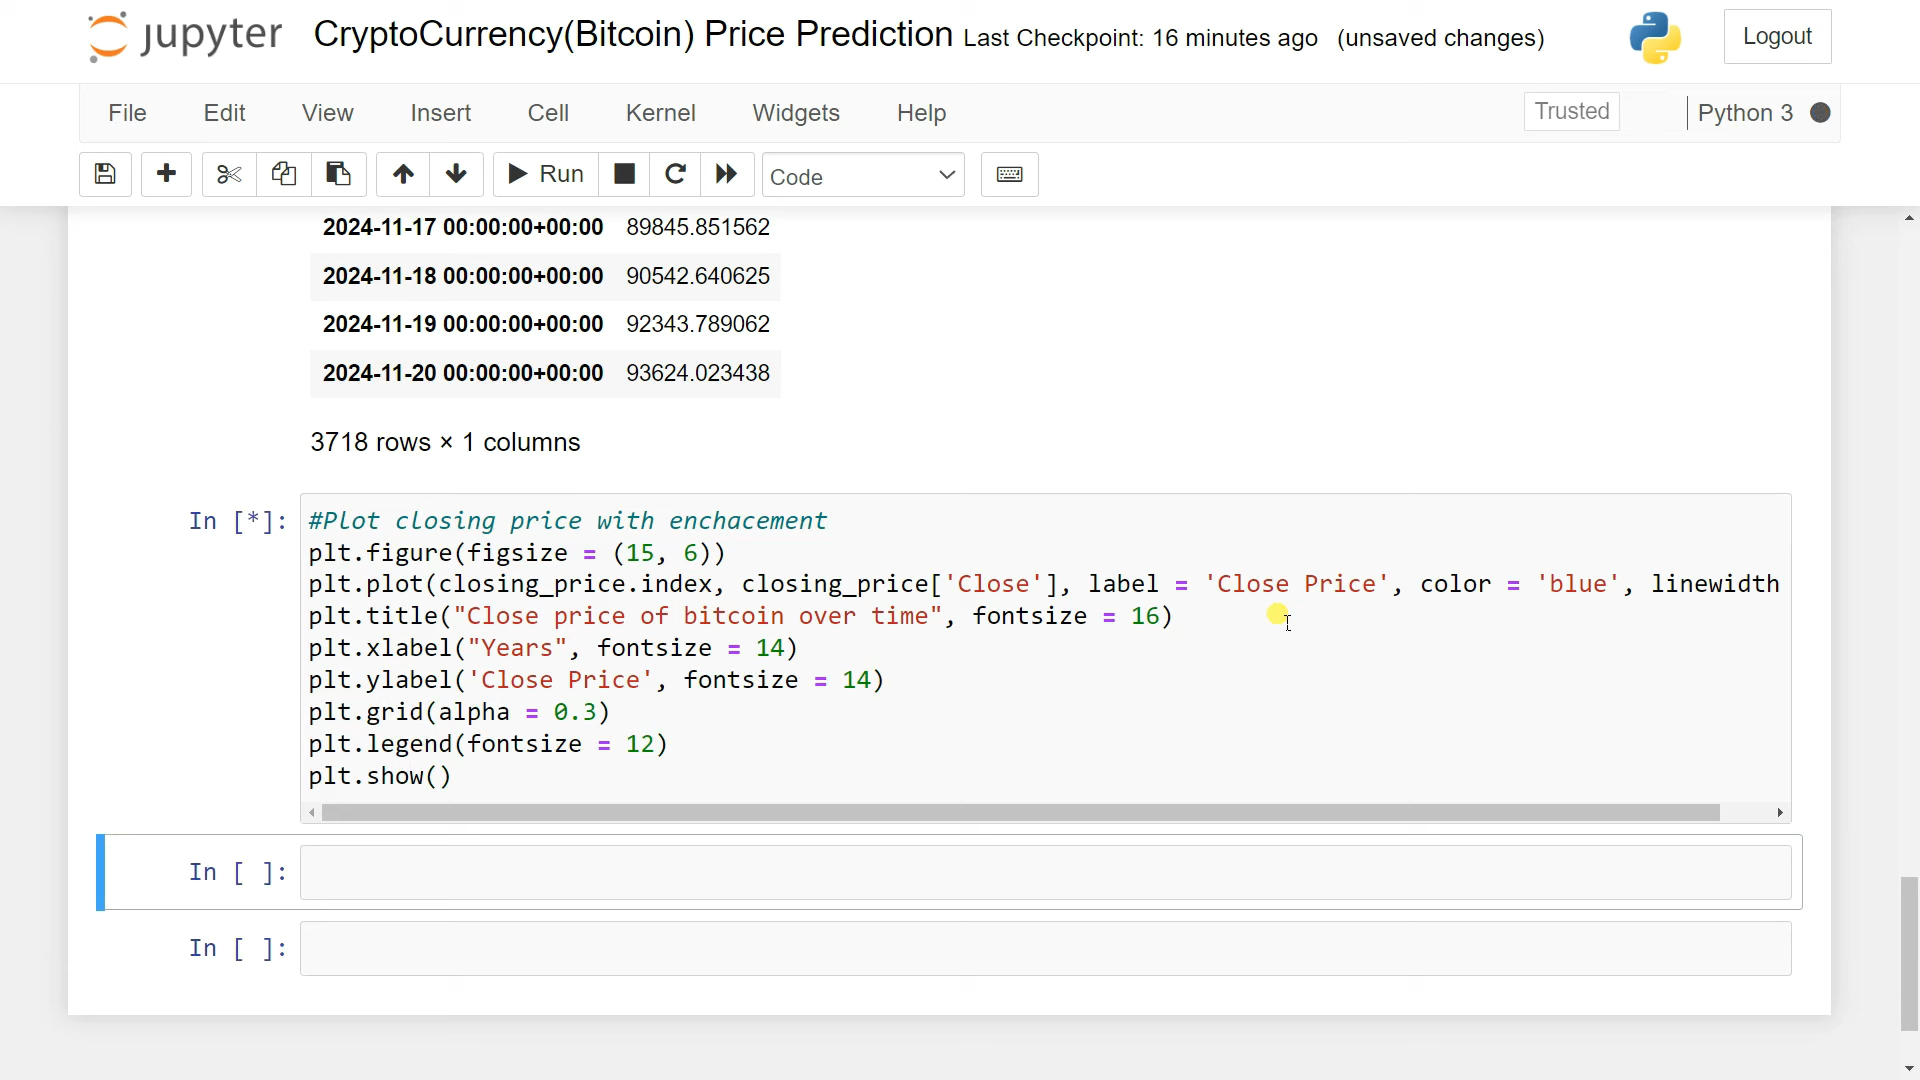 jupyter CryptoCurrency(Bitcoin) Price Prediction Last Checkpoint: 16 minutes ago (unsaved changes) Logout
File Edit View Insert Cell Kernel Widgets Help Trusted Python 3
Run Code
2024-11-17 00:00:00+00:00 89845.851562
2024-11-18 00:00:00+00:00 90542.640625
2024-11-19 00:00:00+00:00 92343.789062
2024-11-20 00:00:00+00:00 93624.023438
3718 rows × 1 columns
In [*]: #Plot closing price with enchacement
plt.figure(figsize = (15, 6))
plt.plot(closing_price.index, closing_price['Close'], label = 'Close Price', color = 'blue', linewidth
plt.title("Close price of bitcoin over time", fontsize = 16)
plt.xlabel("Years", fontsize = 14)
plt.ylabel('Close Price', fontsize = 14)
plt.grid(alpha = 0.3)
plt.legend(fontsize = 12)
plt.show()
In [ ]:
In [ ]: